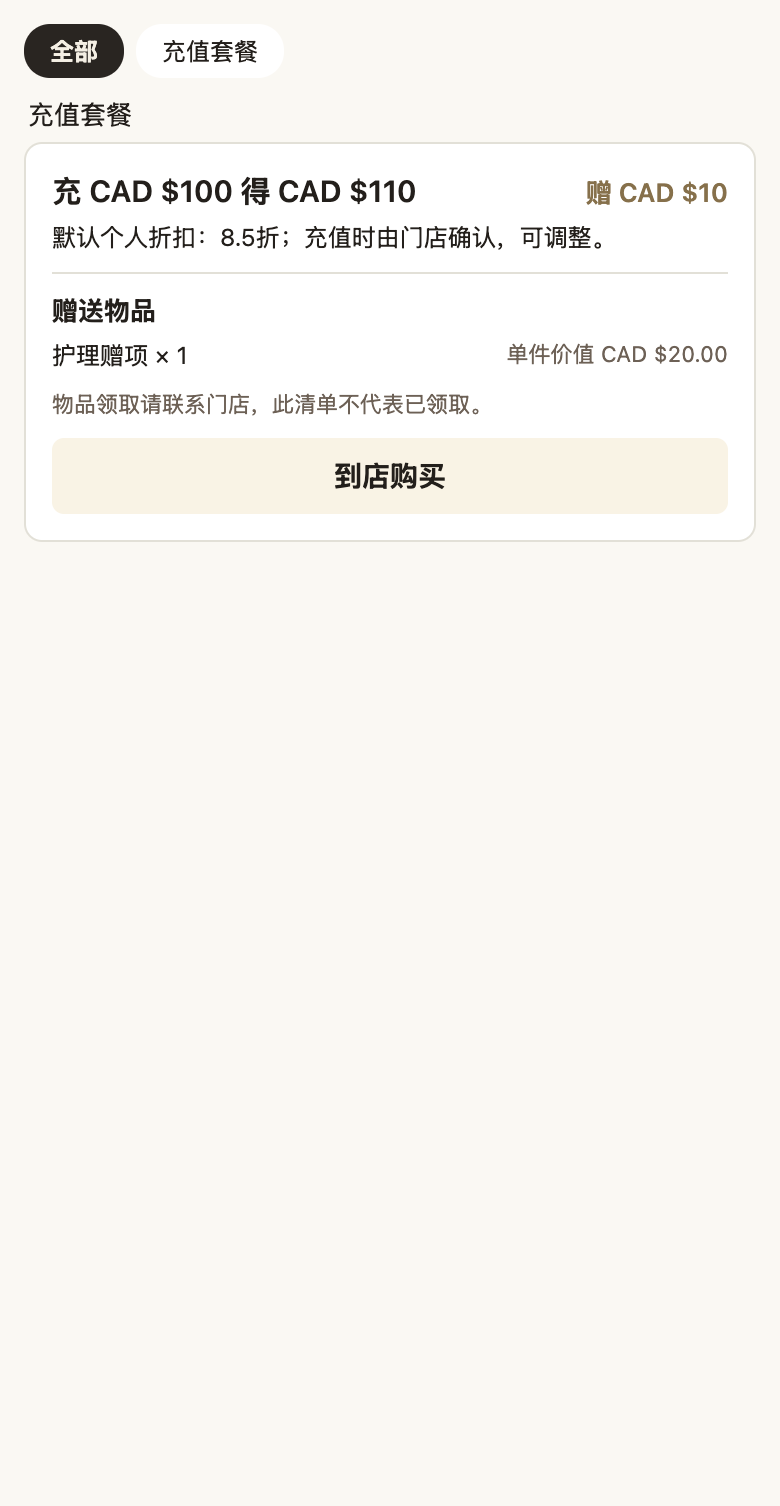 全部 充值套餐
充值套餐
充 CAD $100 得 CAD $110 赠 CAD $10
默认个人折扣：8.5折；充值时由门店确认，可调整。
赠送物品
护理赠项 × 1 单件价值 CAD $20.00
物品领取请联系门店，此清单不代表已领取。
到店购买